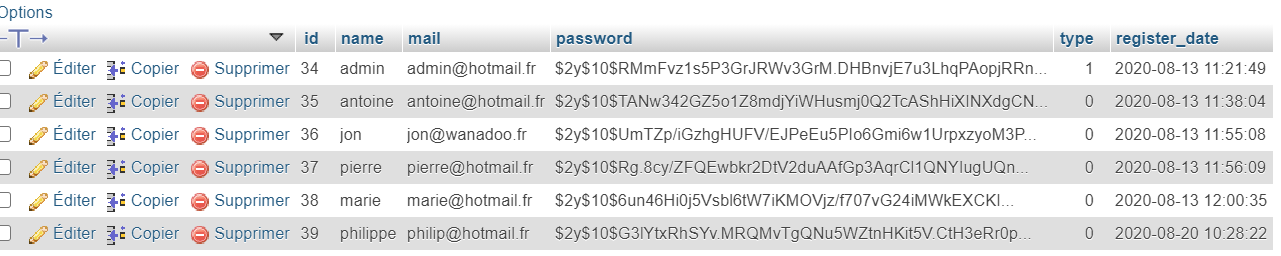 Options
id name mail password type register_date
Éditer Copier Supprimer 34 admin admin@hotmail.fr $2y$10$RMmFvz1s5P3GrJRWv3GrM.DHBnvjE7u3LhqPAopjRRn... 1 2020-08-13 11:21:49
Éditer Copier Supprimer 35 antoine antoine@hotmail.fr $2y$10$TANw342GZ5o1Z8mdjYiWHusmj0Q2TcAShHiXINXdgCN... 0 2020-08-13 11:38:04
Éditer Copier Supprimer 36 jon jon@wanadoo.fr $2y$10$UmTZp/iGzhgHUFV/EJPeEu5PIo6Gmi6w1UrpxzyoM3P... 0 2020-08-13 11:55:08
Éditer Copier Supprimer 37 pierre pierre@hotmail.fr $2y$10$Rg.8cy/ZFQEwbkr2DtV2duAAfGp3AqrCl1QNYIugUQn... 0 2020-08-13 11:56:09
Éditer Copier Supprimer 38 marie marie@hotmail.fr $2y$10$6un46Hi0j5Vsbl6tW7iKMOVjz/f707vG24iMWkEXCKI... 0 2020-08-13 12:00:35
Éditer Copier Supprimer 39 philippe philip@hotmail.fr $2y$10$G3lYtxRhSYv.MRQMvTgQNu5WZtnHKit5V.CtH3eRr0p... 0 2020-08-20 10:28:22